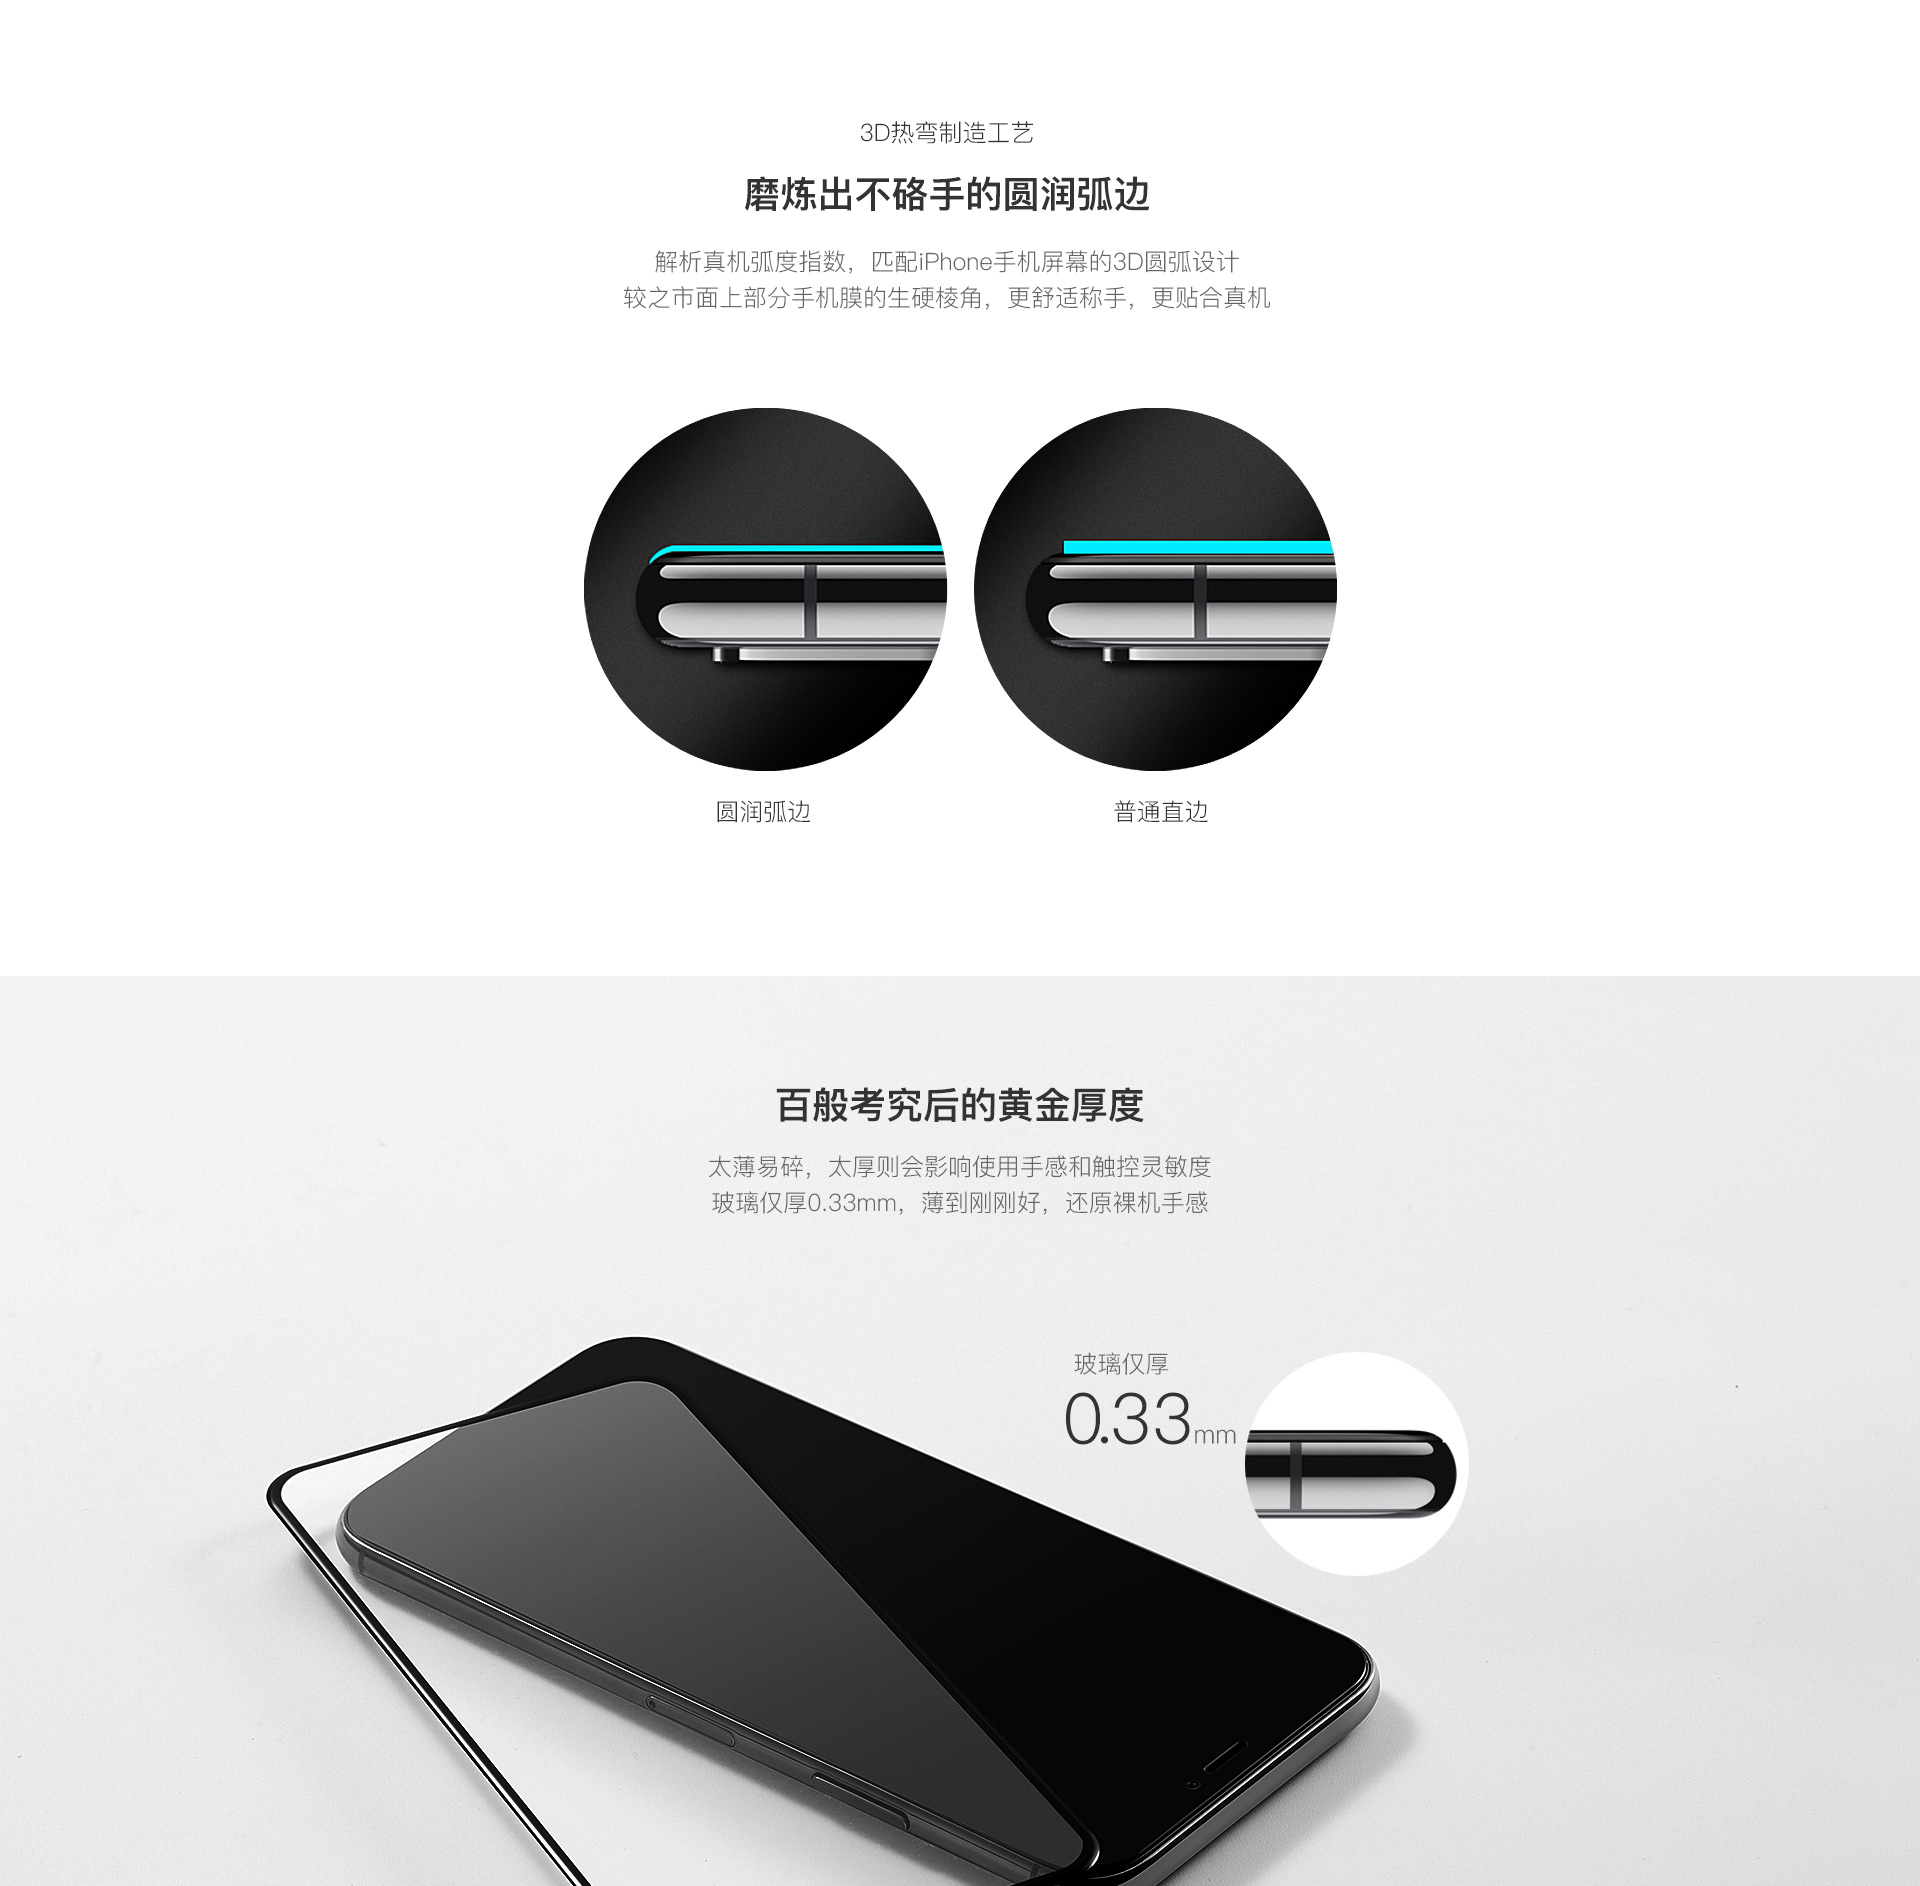 3D热弯制造工艺
磨炼出不硌手的圆润弧边
解析真机弧度指数，匹配iPhone手机屏幕的3D圆弧设计
较之市面上部分手机膜的生硬棱角，更舒适称手，更贴合真机
圆润弧边
普通直边
百般考究后的黄金厚度
太薄易碎，太厚则会影响使用手感和触控灵敏度
玻璃仅厚0.33mm，薄到刚刚好，还原裸机手感
玻璃仅厚
0.33mm